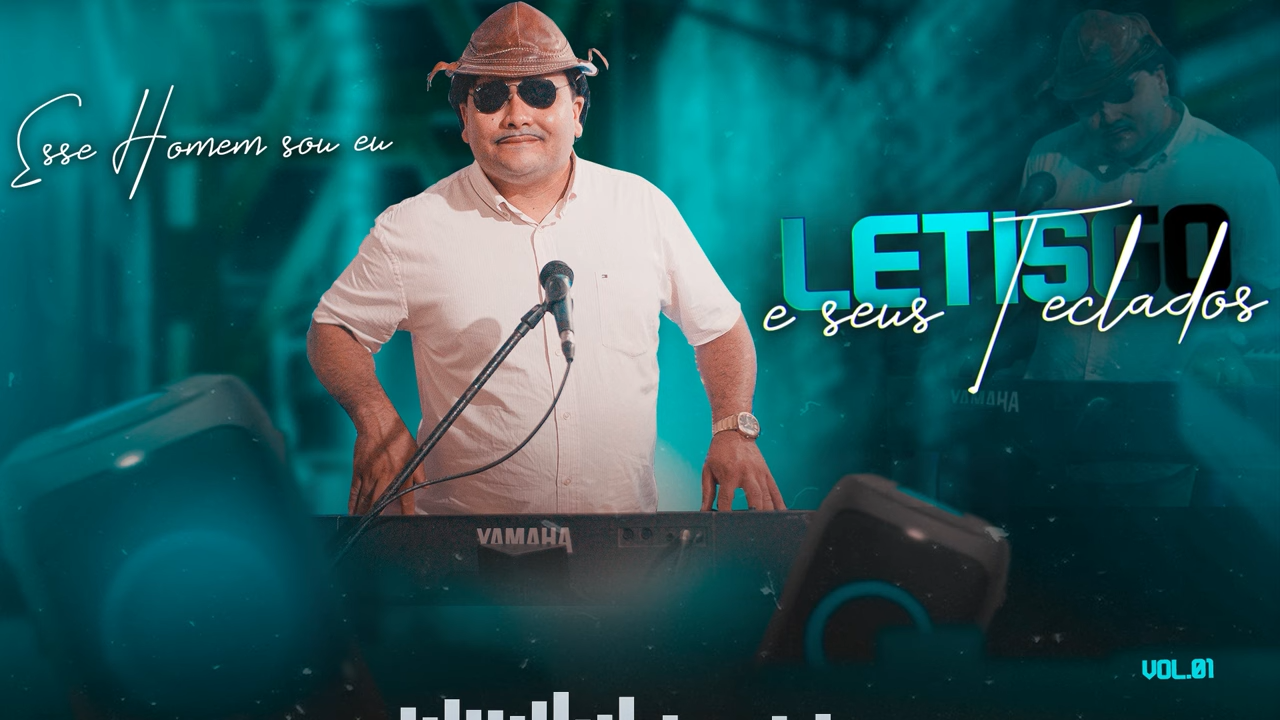 Esse Homem sou eu
LETISGO
e seus Teclados
YAMAHA
YAMAHA
VOL.01